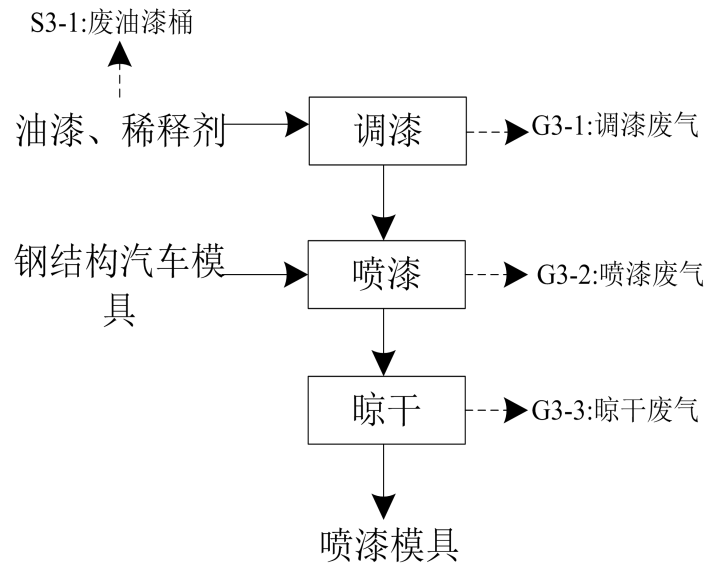 S3-1:废油漆桶
油漆、稀释剂
调漆
G3-1:调漆废气
钢结构汽车模
具
喷漆
G3-2:喷漆废气
晾干
G3-3:晾干废气
喷漆模具